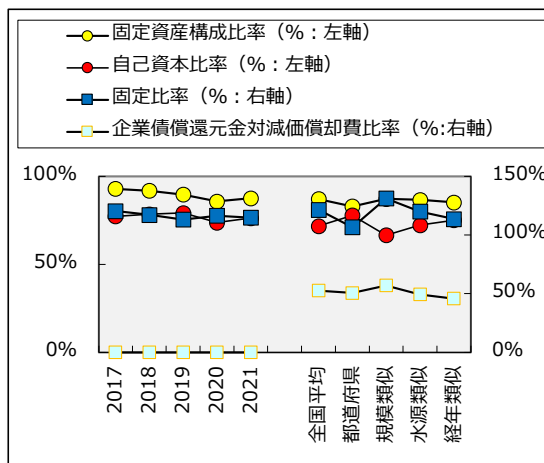 固定資産構成比率（%：左軸）
自己資本比率（%：左軸）
固定比率（%：右軸）
企業債償還元金対減価償却費比率（%:右軸）
100%
50%
0%
150%
100%
50%
0%
2017
2018
2019
2020
2021
全国平均
都道府県
規模類似
水源類似
経年類似